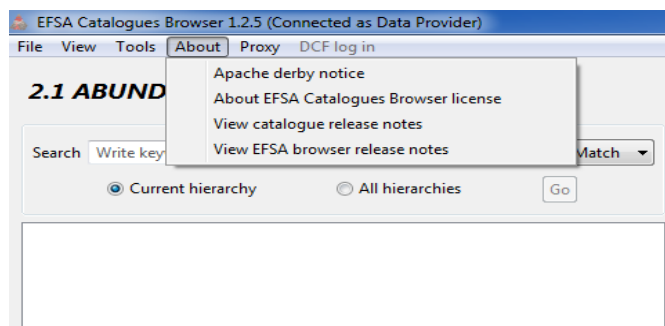 EFSA Catalogues Browser 1.2.5 (Connected as Data Provider)
File View Tools About Proxy DCF log in
Apache derby notice
2.1 ABUND
About EFSA Catalogues Browser license
View catalogue release notes
Search Write key View EFSA browser release notes Match
Current hierarchy All hierarchies Go